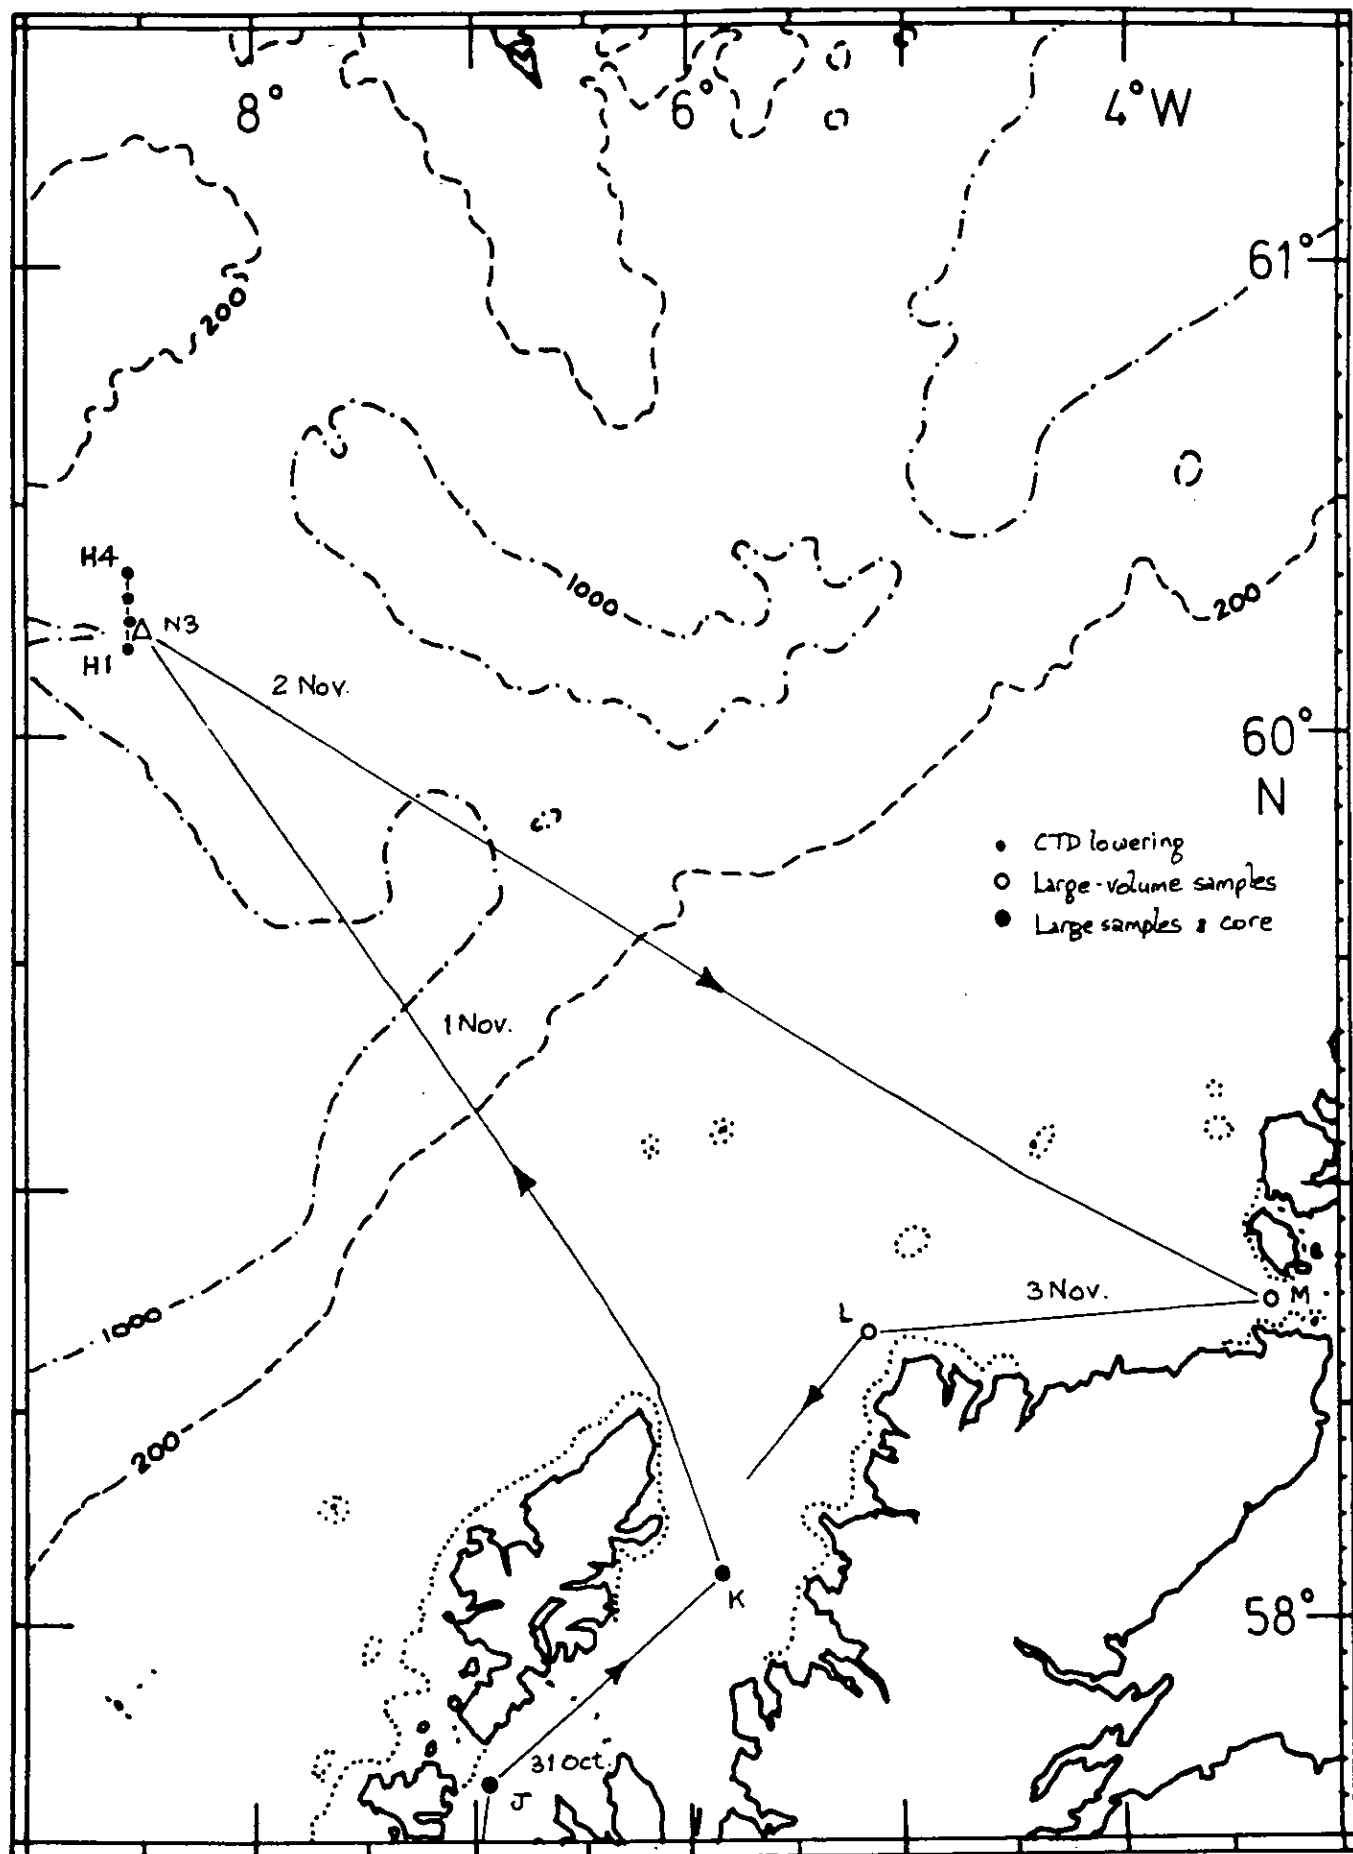 8° 6° 4°W
61°
200
H4
1000
200
N3
H1
2 Nov.
60°
N
• CTD lowering
○ Large-volume samples
● Large samples & core
1 Nov.
3 Nov.
M
L
1000
200
K
58°
31 Oct.
J